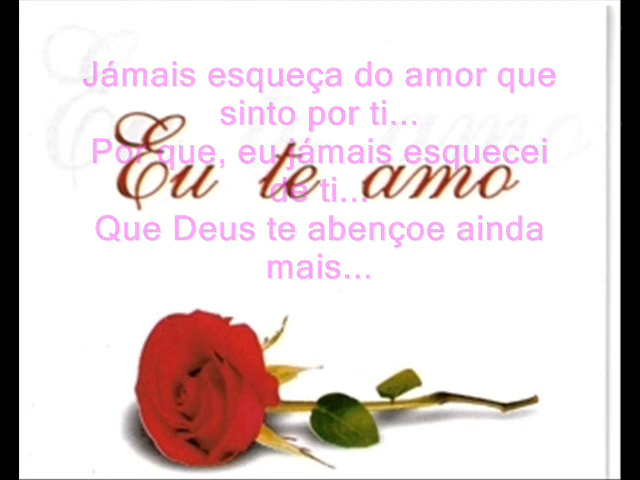 Jámais esqueça do amor que
sinto por ti...
Por que, eu jámais esquecei
de ti...
Eu te amo
Que Deus te abençoe ainda
mais...